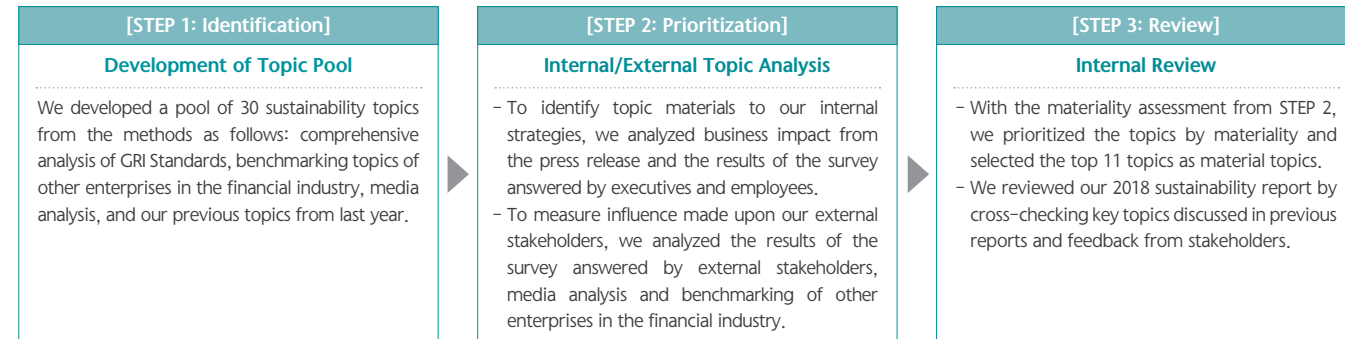 [STEP 1: Identification]
Development of Topic Pool
We developed a pool of 30 sustainability topics
from the methods as follows: comprehensive
analysis of GRI Standards, benchmarking topics of
other enterprises in the financial industry, media
analysis, and our previous topics from last year.
[STEP 2: Prioritization]
Internal/External Topic Analysis
- To identify topic materials to our internal
strategies, we analyzed business impact from
the press release and the results of the survey
answered by executives and employees.
- To measure influence made upon our external
stakeholders, we analyzed the results of the
survey answered by external stakeholders,
media analysis and benchmarking of other
enterprises in the financial industry.
[STEP 3: Review]
Internal Review
- With the materiality assessment from STEP 2,
we prioritized the topics by materiality and
selected the top 11 topics as material topics.
- We reviewed our 2018 sustainability report by
cross-checking key topics discussed in previous
reports and feedback from stakeholders.